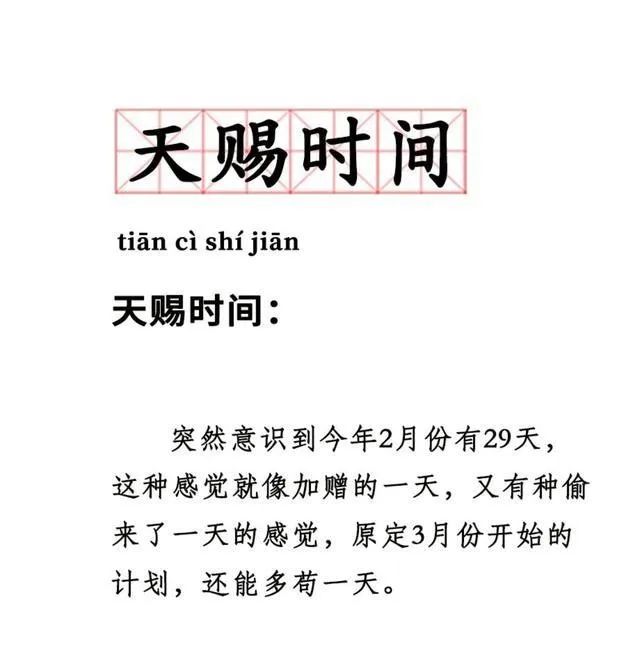 天赐时间
tiān cì shí jiān
天赐时间：
突然意识到今年2月份有29天，
这种感觉就像加赠的一天，又有种偷
来了一天的感觉，原定3月份开始的
计划，还能多苟一天。